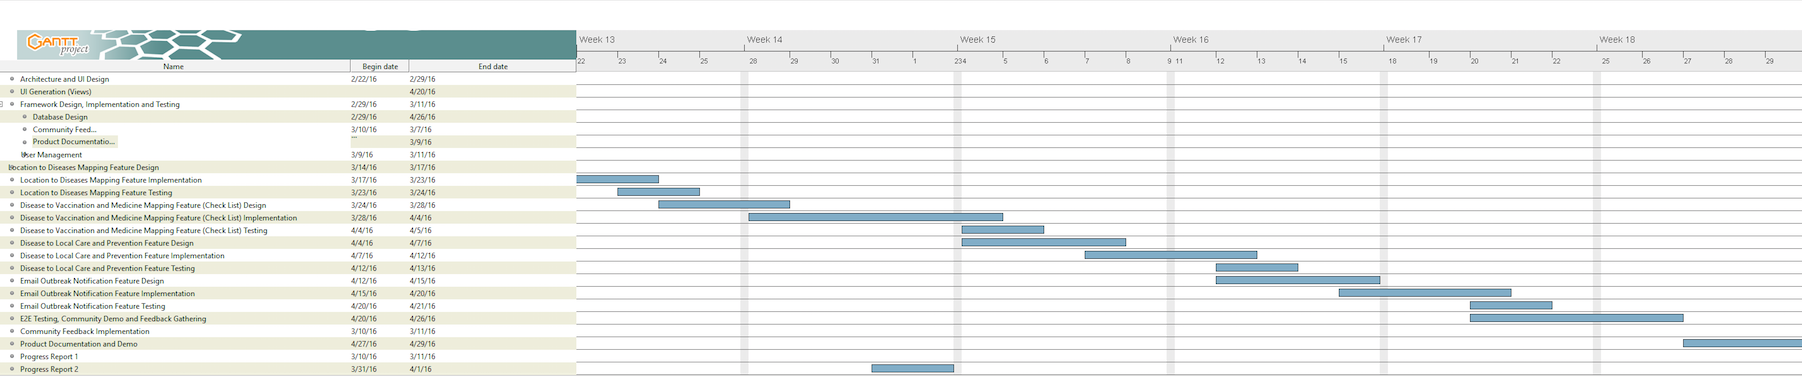 GANTT project
Week 13 Week 14 Week 15 Week 16 Week 17 Week 18
22 23 24 25 28 29 30 31 1 234 5 6 7 8 9 11 12 13 14 15 18 19 20 21 22 25 26 27 28 29
Name Begin date End date
Architecture and UI Design 2/22/16 2/29/16
UI Generation (Views) 4/20/16
Framework Design, Implementation and Testing 2/29/16 3/11/16
Database Design 2/29/16 4/26/16
Community Feed... 3/10/16 3/7/16
Product Documentatio... ... 3/9/16
User Management 3/9/16 3/11/16
Location to Diseases Mapping Feature Design 3/14/16 3/17/16
Location to Diseases Mapping Feature Implementation 3/17/16 3/23/16
Location to Diseases Mapping Feature Testing 3/23/16 3/24/16
Disease to Vaccination and Medicine Mapping Feature (Check List) Design 3/24/16 3/28/16
Disease to Vaccination and Medicine Mapping Feature (Check List) Implementation 3/28/16 4/4/16
Disease to Vaccination and Medicine Mapping Feature (Check List) Testing 4/4/16 4/5/16
Disease to Local Care and Prevention Feature Design 4/4/16 4/7/16
Disease to Local Care and Prevention Feature Implementation 4/7/16 4/12/16
Disease to Local Care and Prevention Feature Testing 4/12/16 4/13/16
Email Outbreak Notification Feature Design 4/12/16 4/15/16
Email Outbreak Notification Feature Implementation 4/15/16 4/20/16
Email Outbreak Notification Feature Testing 4/20/16 4/21/16
E2E Testing, Community Demo and Feedback Gathering 4/20/16 4/26/16
Community Feedback Implementation 3/10/16 3/11/16
Product Documentation and Demo 4/27/16 4/29/16
Progress Report 1 3/10/16 3/11/16
Progress Report 2 3/31/16 4/1/16